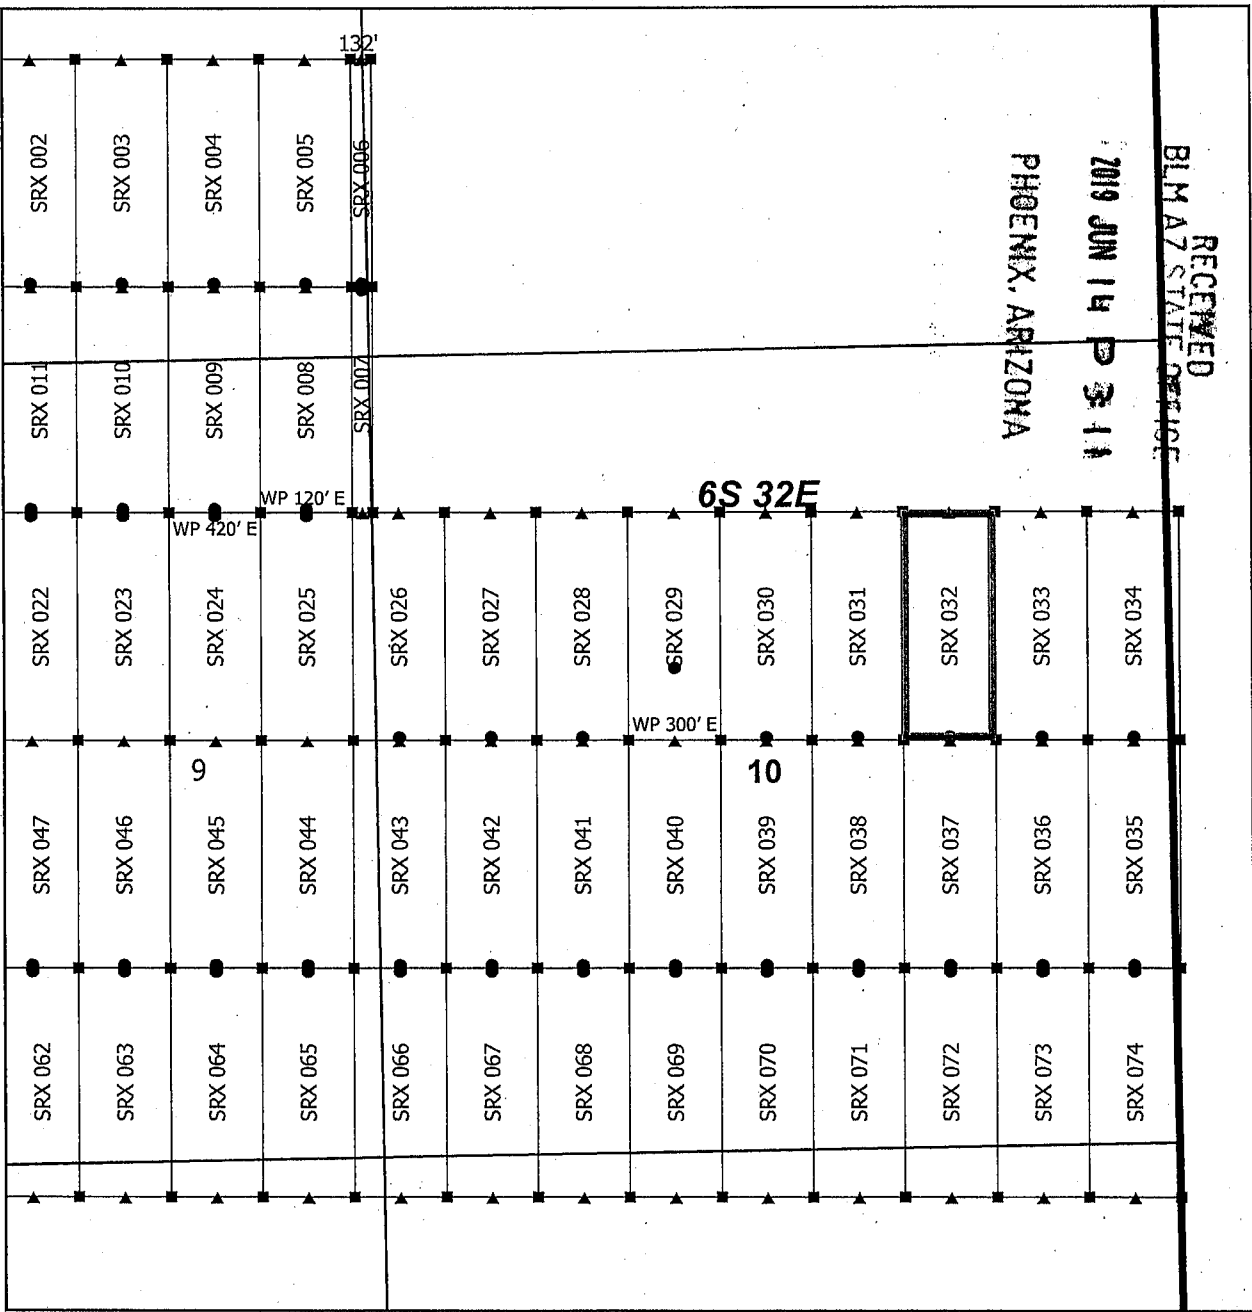 132'
SRX 002
SRX 003
SRX 004
SRX 005
SRX 006
RECEIVED
BLM AZ STATE OFFICE
2019 JUN 14 P 3 11
PHOENIX, ARIZONA
SRX 011
SRX 010
SRX 009
SRX 008
SRX 007
WP 120' E
WP 420' E
6S 32E
SRX 022
SRX 023
SRX 024
SRX 025
SRX 026
SRX 027
SRX 028
SRX 029
SRX 030
SRX 031
SRX 032
SRX 033
SRX 034
WP 300' E
9
10
SRX 047
SRX 046
SRX 045
SRX 044
SRX 043
SRX 042
SRX 041
SRX 040
SRX 039
SRX 038
SRX 037
SRX 036
SRX 035
SRX 062
SRX 063
SRX 064
SRX 065
SRX 066
SRX 067
SRX 068
SRX 069
SRX 070
SRX 071
SRX 072
SRX 073
SRX 074